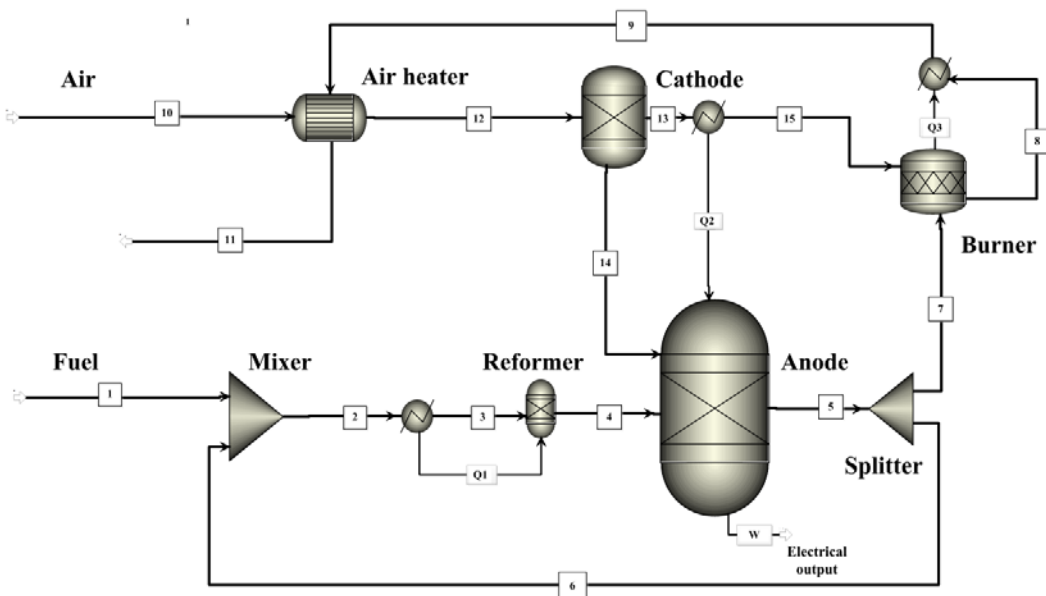 1
9
Air
Air heater
Cathode
10
12
13
15
Q3
8
11
Q2
Burner
14
7
Fuel
Mixer
Reformer
Anode
1
2
3
4
5
Q1
Splitter
W
Electrical
output
6